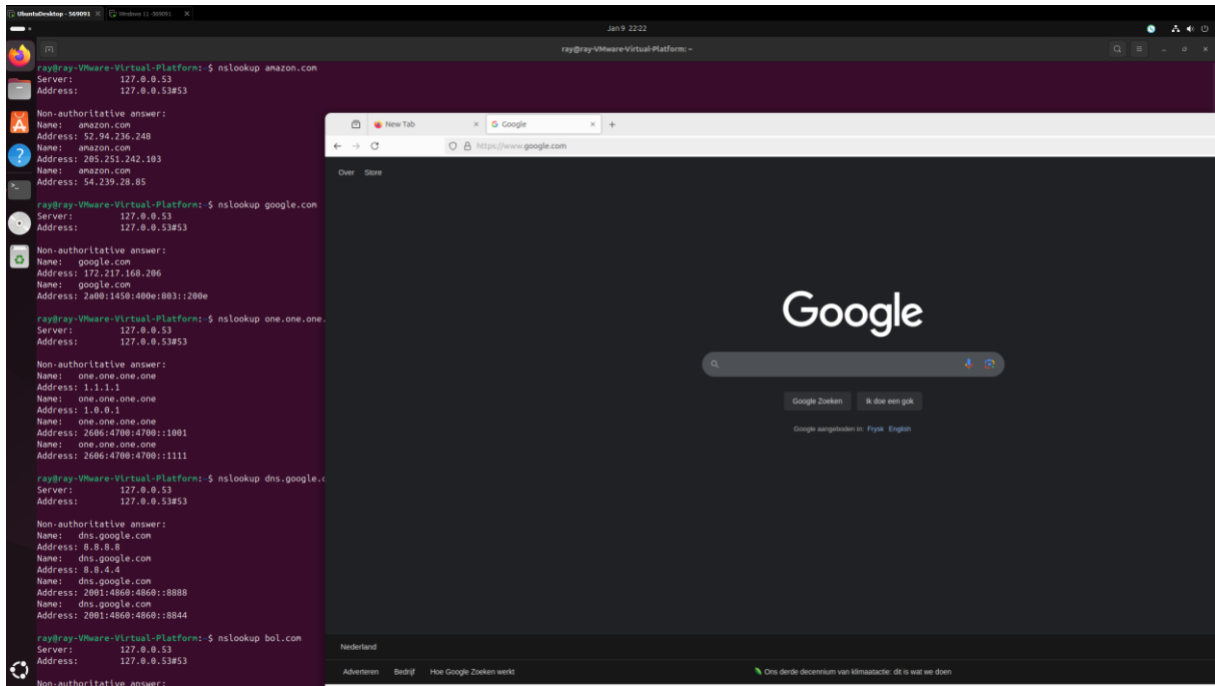 UbuntuDesktop - 569091
Windows 11 -569091
Jan 9 22:22
ray@ray-VMware-Virtual-Platform: ~
ray@ray-VMware-Virtual-Platform:~$ nslookup amazon.com
Server: 127.0.0.53
Address: 127.0.0.53#53
Non-authoritative answer:
Name: amazon.com
Address: 52.94.236.248
Name: amazon.com
Address: 205.251.242.103
Name: amazon.com
Address: 54.239.28.85
ray@ray-VMware-Virtual-Platform:~$ nslookup google.com
Server: 127.0.0.53
Address: 127.0.0.53#53
Non-authoritative answer:
Name: google.com
Address: 172.217.168.206
Name: google.com
Address: 2a00:1450:400e:803::200e
ray@ray-VMware-Virtual-Platform:~$ nslookup one.one.one.
Server: 127.0.0.53
Address: 127.0.0.53#53
Non-authoritative answer:
Name: one.one.one.one
Address: 1.1.1.1
Name: one.one.one.one
Address: 1.0.0.1
Name: one.one.one.one
Address: 2606:4700:4700::1001
Name: one.one.one.one
Address: 2606:4700:4700::1111
ray@ray-VMware-Virtual-Platform:~$ nslookup dns.google.c
Server: 127.0.0.53
Address: 127.0.0.53#53
Non-authoritative answer:
Name: dns.google.com
Address: 8.8.8.8
Name: dns.google.com
Address: 8.8.4.4
Name: dns.google.com
Address: 2001:4860:4860::8888
Name: dns.google.com
Address: 2001:4860:4860::8844
ray@ray-VMware-Virtual-Platform:~$ nslookup bol.com
Server: 127.0.0.53
Address: 127.0.0.53#53
Non-authoritative answer:
New Tab
Google
https://www.google.com
Over Store
Google
Google Zoeken Ik doe een gok
Google aangeboden in: Frysk English
Nederland
Adverteren Bedrijf Hoe Google Zoeken werkt
Ons derde decennium van klimaatactie: dit is wat we doen